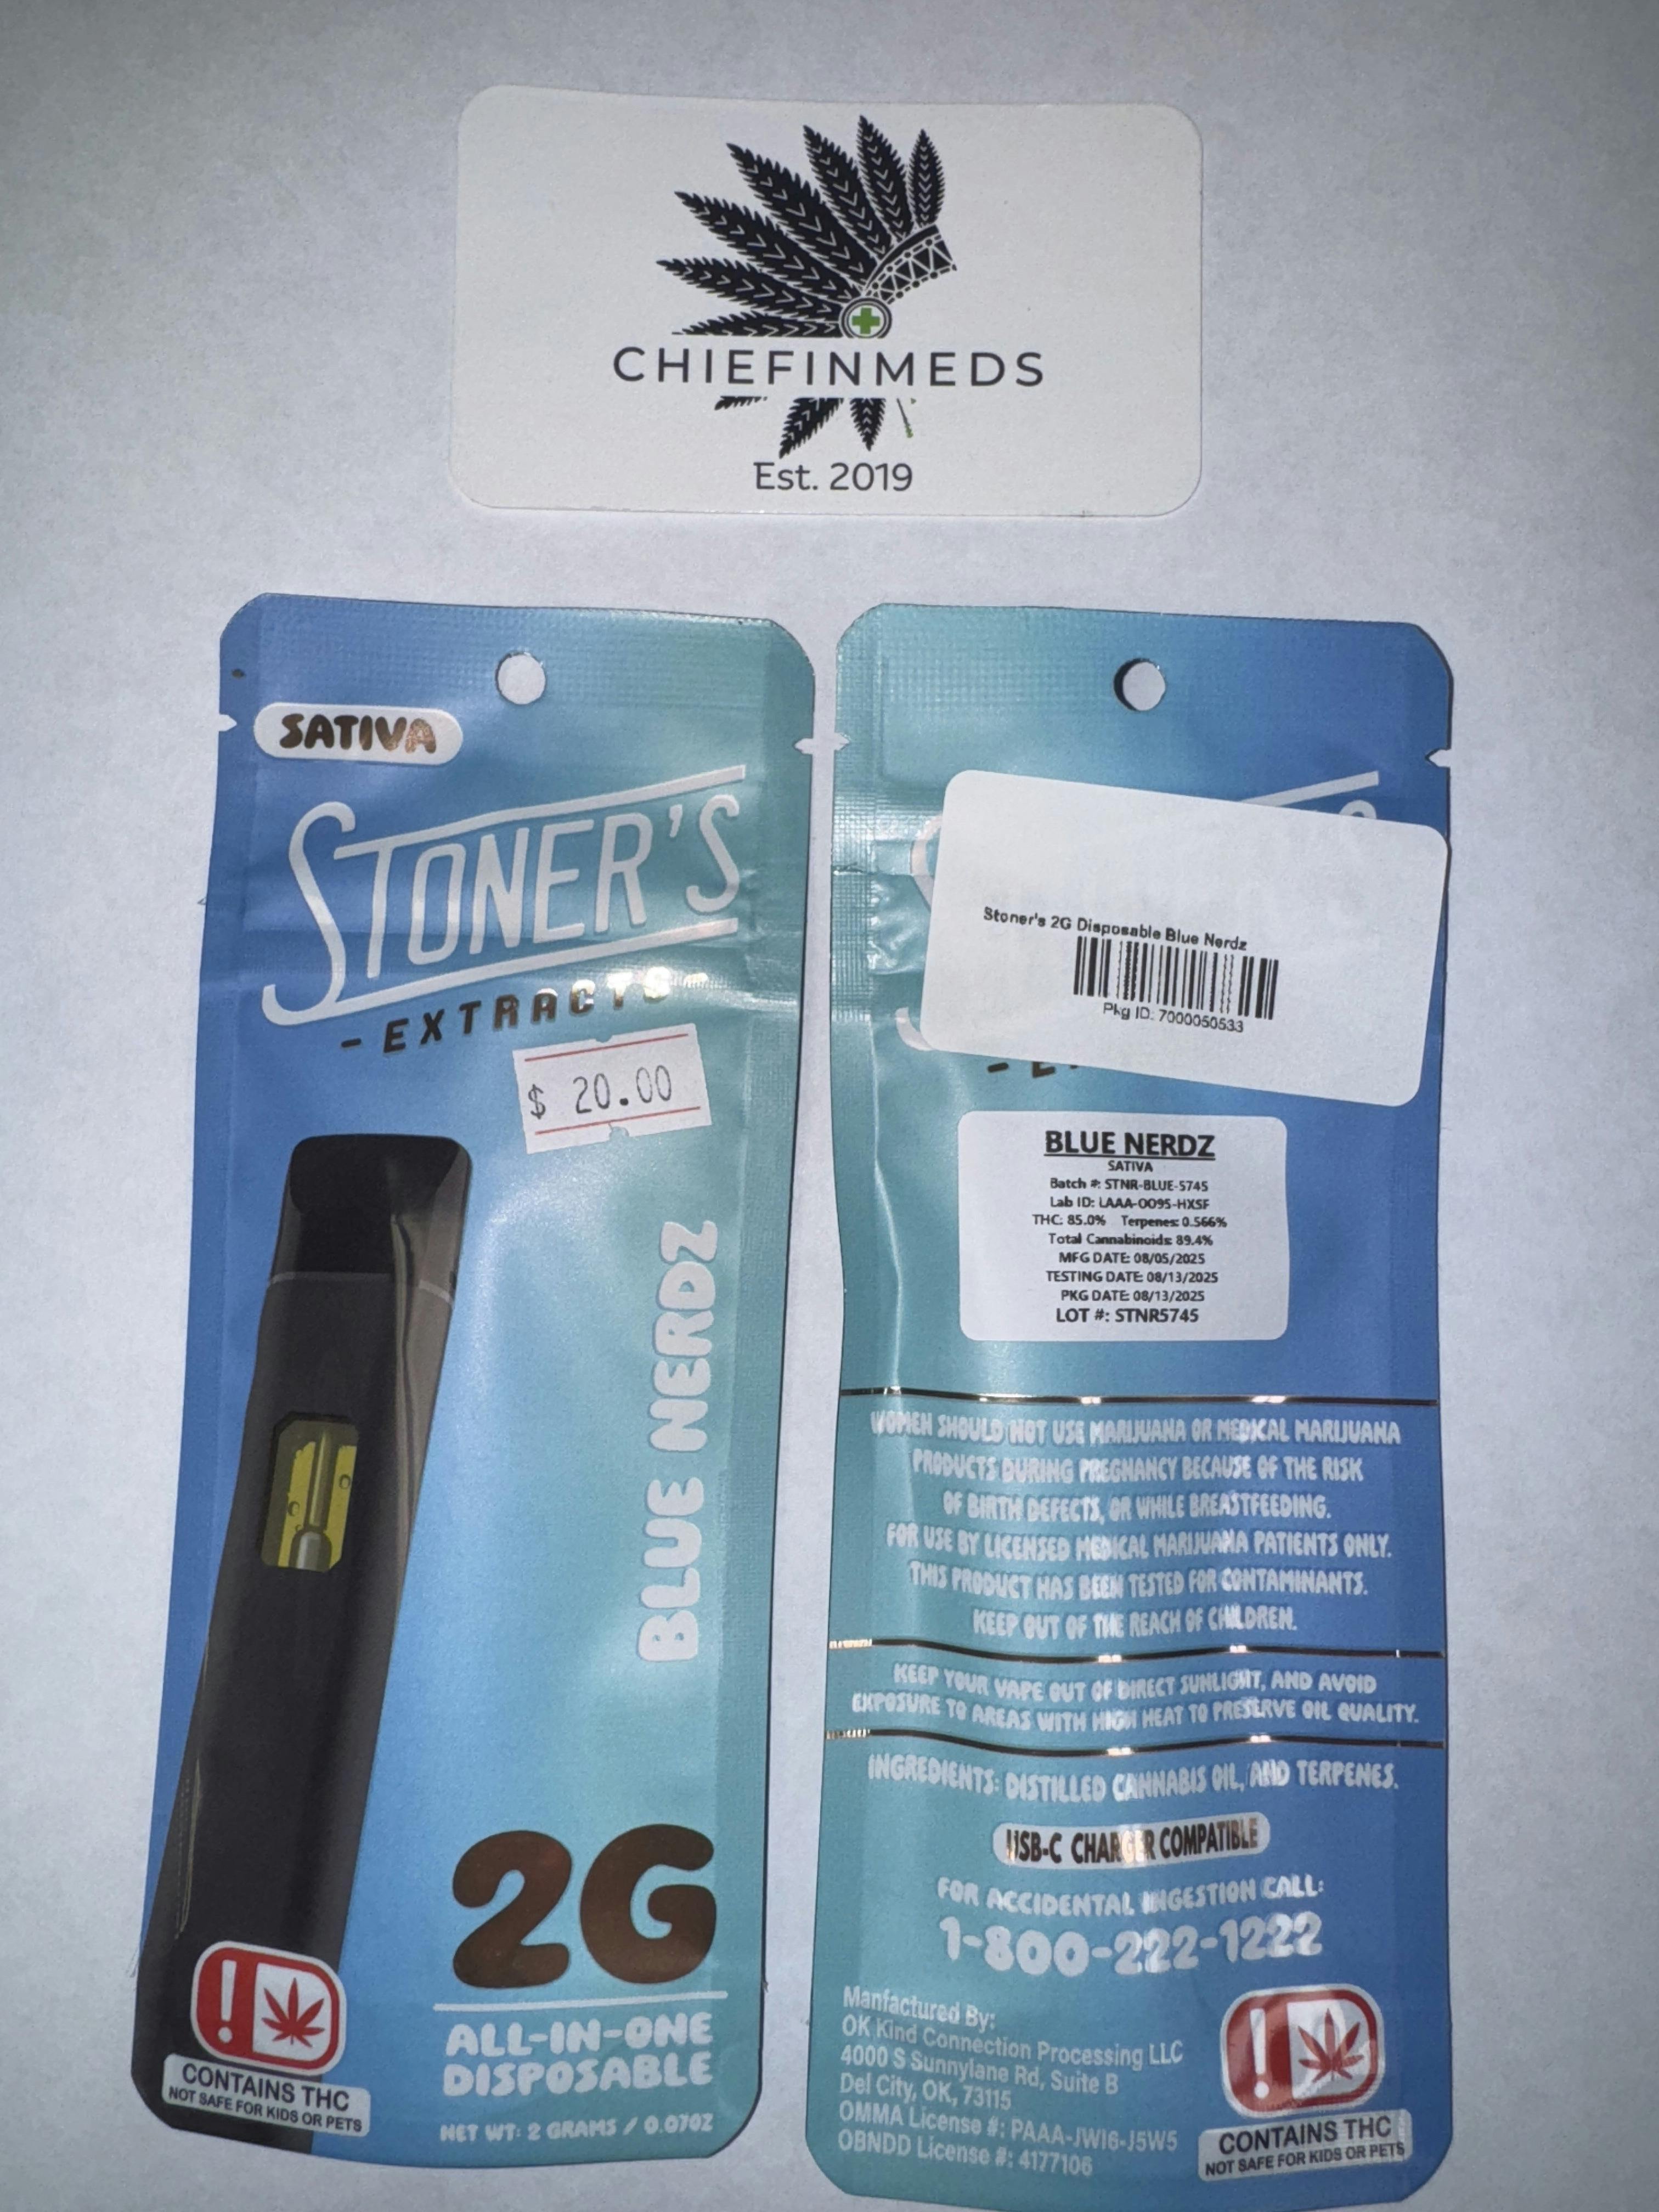 CHIEFINMEDS
Est. 2019
SATIVA
STONER'S
- EXTRACTS -
$ 20.00
BLUE NERDZ
2G
ALL-IN-ONE
DISPOSABLE
NET WT: 2 GRAMS / 0.07OZ
CONTAINS THC
NOT SAFE FOR KIDS OR PETS
Stoner's 2G Disposable Blue Nerdz
Pkg ID: 7000050533
BLUE NERDZ
SATIVA
Batch #: STNR-BLUE-5745
Lab ID: LAAA-O095-HXSF
THC: 85.0% Terpenes: 0.566%
Total Cannabinoids: 89.4%
MFG DATE: 08/05/2025
TESTING DATE: 08/13/2025
PKG DATE: 08/13/2025
LOT #: STNR5745
WOMEN SHOULD NOT USE MARIJUANA OR MEDICAL MARIJUANA
PRODUCTS DURING PREGNANCY BECAUSE OF THE RISK
OF BIRTH DEFECTS, OR WHILE BREASTFEEDING.
FOR USE BY LICENSED MEDICAL MARIJUANA PATIENTS ONLY.
THIS PRODUCT HAS BEEN TESTED FOR CONTAMINANTS.
KEEP OUT OF THE REACH OF CHILDREN.
KEEP YOUR VAPE OUT OF DIRECT SUNLIGHT, AND AVOID
EXPOSURE TO AREAS WITH HIGH HEAT TO PRESERVE OIL QUALITY.
INGREDIENTS: DISTILLED CANNABIS OIL, AND TERPENES.
USB-C CHARGER COMPATIBLE
FOR ACCIDENTAL INGESTION CALL:
1-800-222-1222
Manfactured By:
OK Kind Connection Processing LLC
4000 S Sunnylane Rd, Suite B
Del City, OK, 73115
OMMA License #: PAAA-JWI6-J5W5
OBNDD License #: 4177106
CONTAINS THC
NOT SAFE FOR KIDS OR PETS